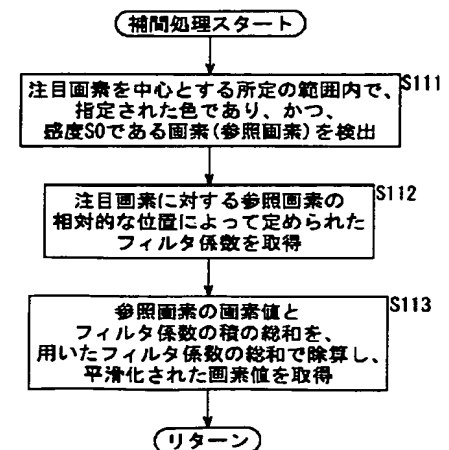 補間処理スタート
S111
注目画素を中心とする所定の範囲内で、
指定された色であり、かつ、
感度S0である画素(参照画素)を検出
S112
注目画素に対する参照画素の
相対的な位置によって定められた
フィルタ係数を取得
S113
参照画素の画素値と
フィルタ係数の積の総和を、
用いたフィルタ係数の総和で除算し、
平滑化された画素値を取得
リターン